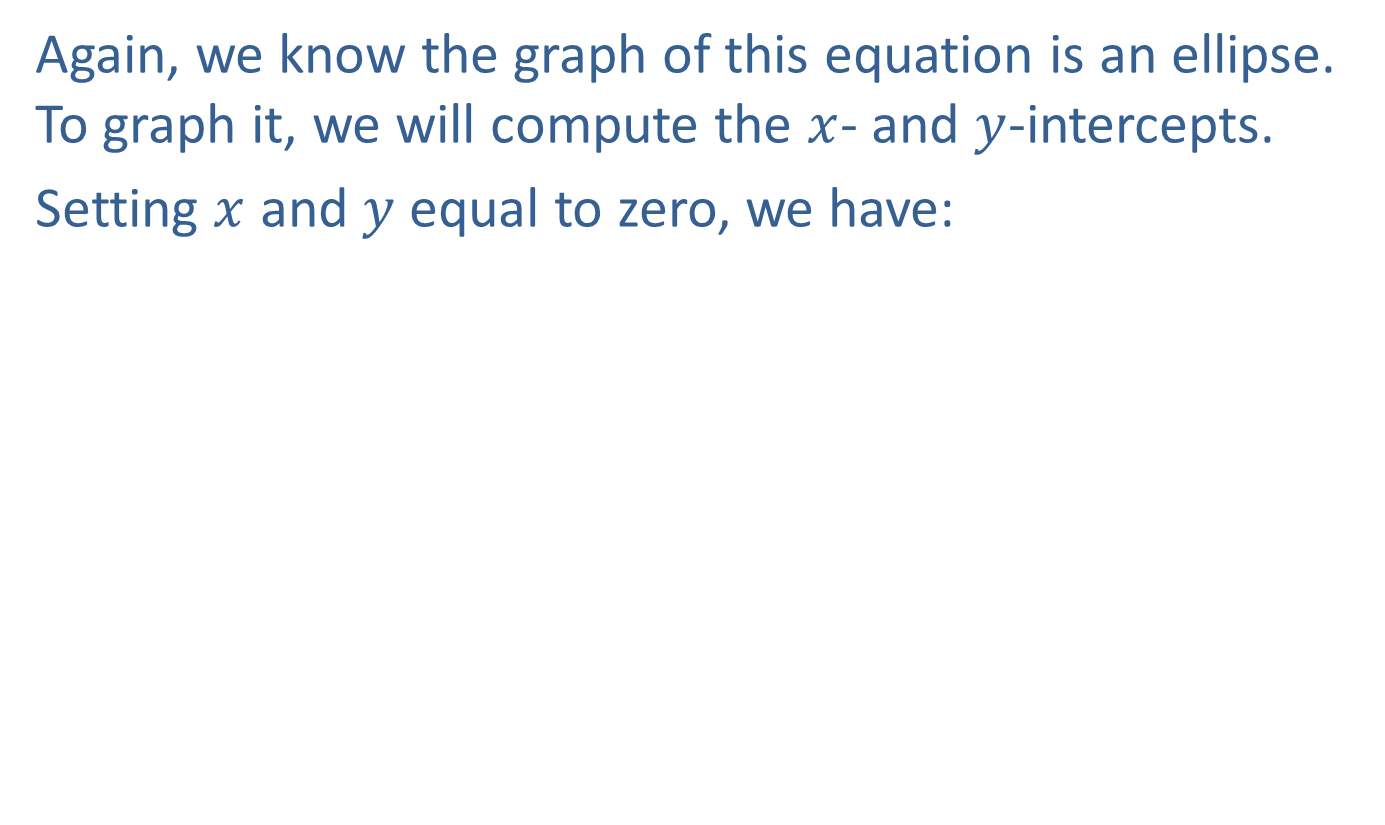 Again, we know the graph of this equation is an ellipse.
To graph it, we will compute the x- and y-intercepts.
Setting x and y equal to zero, we have: